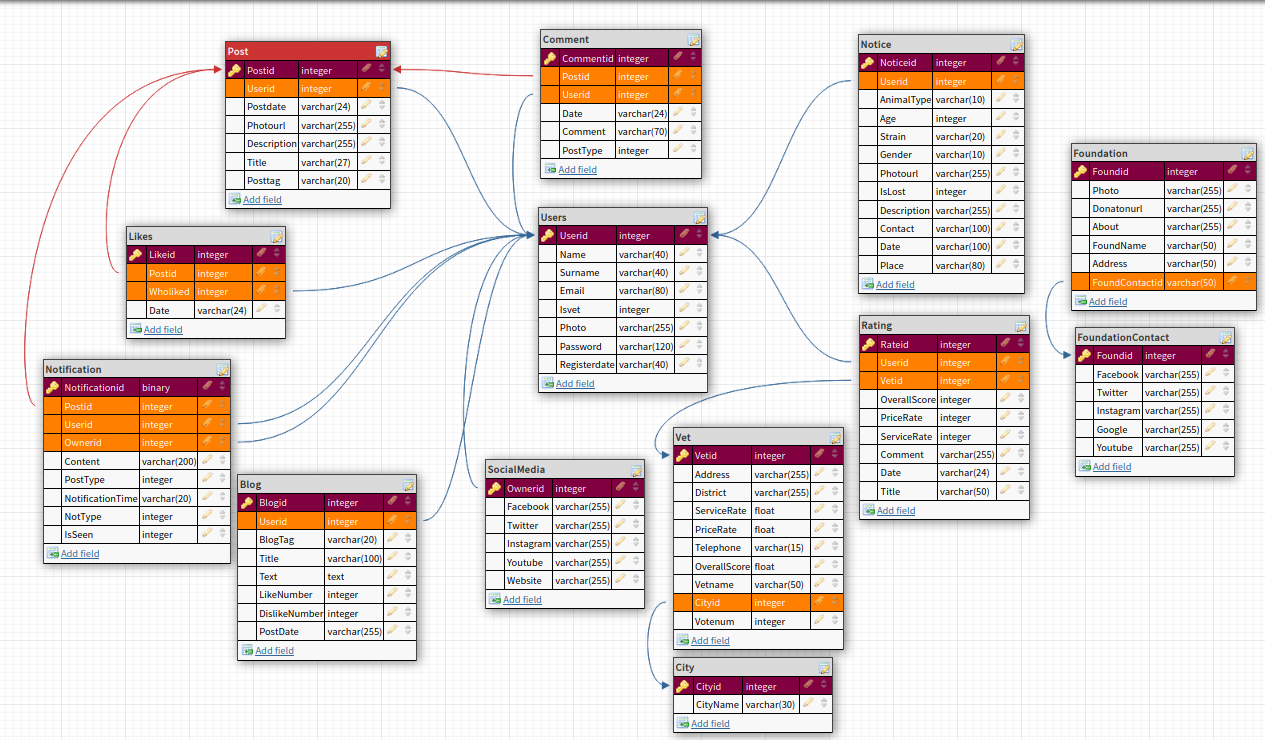 Post
Postid integer
Userid integer
Postdate varchar(24)
Photourl varchar(255)
Description varchar(255)
Title varchar(27)
Posttag varchar(20)
Add field
Comment
Commentid integer
Postid integer
Userid integer
Date varchar(24)
Comment varchar(70)
PostType integer
Add field
Notice
Noticeid integer
Userid integer
AnimalType varchar(10)
Age integer
Strain varchar(20)
Gender varchar(10)
Photourl varchar(255)
IsLost integer
Description varchar(255)
Contact varchar(100)
Date varchar(100)
Place varchar(80)
Add field
Foundation
Foundid integer
Photo varchar(255)
Donatonurl varchar(255)
About varchar(255)
FoundName varchar(50)
Address varchar(50)
FoundContactid varchar(50)
Add field
Likes
Likeid integer
Postid integer
Wholiked integer
Date varchar(24)
Add field
Users
Userid integer
Name varchar(40)
Surname varchar(40)
Email varchar(80)
Isvet integer
Photo varchar(255)
Password varchar(120)
Registerdate varchar(40)
Add field
Rating
Rateid integer
Userid integer
Vetid integer
OverallScore integer
PriceRate integer
ServiceRate integer
Comment varchar(255)
Date varchar(24)
Title varchar(50)
Add field
FoundationContact
Foundid integer
Facebook varchar(255)
Twitter varchar(255)
Instagram varchar(255)
Google varchar(255)
Youtube varchar(255)
Add field
Notification
Notificationid binary
Postid integer
Userid integer
Ownerid integer
Content varchar(200)
PostType integer
NotificationTime varchar(20)
NotType integer
IsSeen integer
Add field
Blog
Blogid integer
Userid integer
BlogTag varchar(20)
Title varchar(100)
Text text
LikeNumber integer
DislikeNumber integer
PostDate varchar(255)
Add field
SocialMedia
Ownerid integer
Facebook varchar(255)
Twitter varchar(255)
Instagram varchar(255)
Youtube varchar(255)
Website varchar(255)
Add field
Vet
Vetid integer
Address varchar(255)
District varchar(255)
ServiceRate float
PriceRate float
Telephone varchar(15)
OverallScore float
Vetname varchar(50)
Cityid integer
Votenum integer
Add field
City
Cityid integer
CityName varchar(30)
Add field